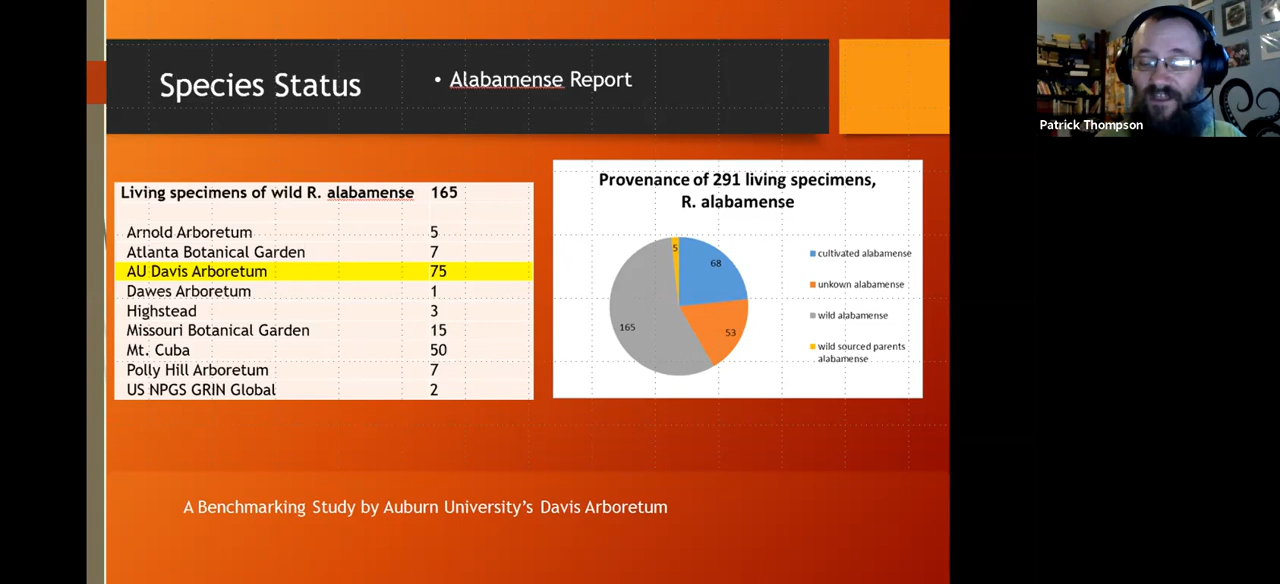 Species Status
• Alabamense Report
Patrick Thompson
Living specimens of wild R. alabamense 165
Arnold Arboretum 5
Atlanta Botanical Garden 7
AU Davis Arboretum 75
Dawes Arboretum 1
Highstead 3
Missouri Botanical Garden 15
Mt. Cuba 50
Polly Hill Arboretum 7
US NPGS GRIN Global 2
Provenance of 291 living specimens,
R. alabamense
5
68
165
53
cultivated alabamense
unkown alabamense
wild alabamense
wild sourced parents
alabamense
A Benchmarking Study by Auburn University's Davis Arboretum